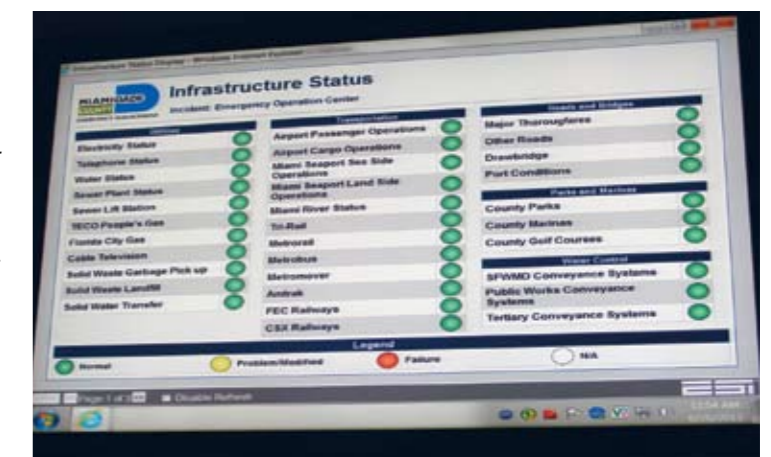 Infrastructure Status Display - Windows Internet Explorer
MIAMI-DADE
COUNTY
Infrastructure Status
Incident: Emergency Operation Center
Utilities
Electricity Status
Telephone Status
Water Status
Sewer Plant Status
Sewer Lift Station
TECO People's Gas
Florida City Gas
Cable Television
Solid Waste Garbage Pick up
Solid Waste Landfill
Solid Water Transfer
Transportation
Airport Passenger Operations
Airport Cargo Operations
Miami Seaport Sea Side
Operations
Miami Seaport Land Side
Operations
Miami River Status
Tri-Rail
Metrorail
Metrobus
Metromover
Amtrak
FEC Railways
CSX Railways
Roads and Bridges
Major Thorougferes
Other Roads
Drawbridge
Port Conditions
Parks and Marinas
County Parks
County Marinas
County Golf Courses
Water Control
SFWMD Conveyance Systems
Public Works Conveyance
Systems
Tertiary Conveyance Systems
Legend
Normal
Problem/Modified
Failure
N/A
Page 1 of
Disable Refresh